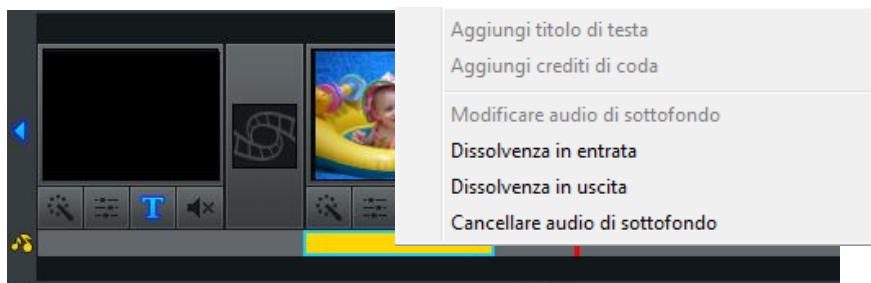 Aggiungi titolo di testa
Aggiungi crediti di coda
Modificare audio di sottofondo
Dissolvenza in entrata
Dissolvenza in uscita
Cancellare audio di sottofondo
T